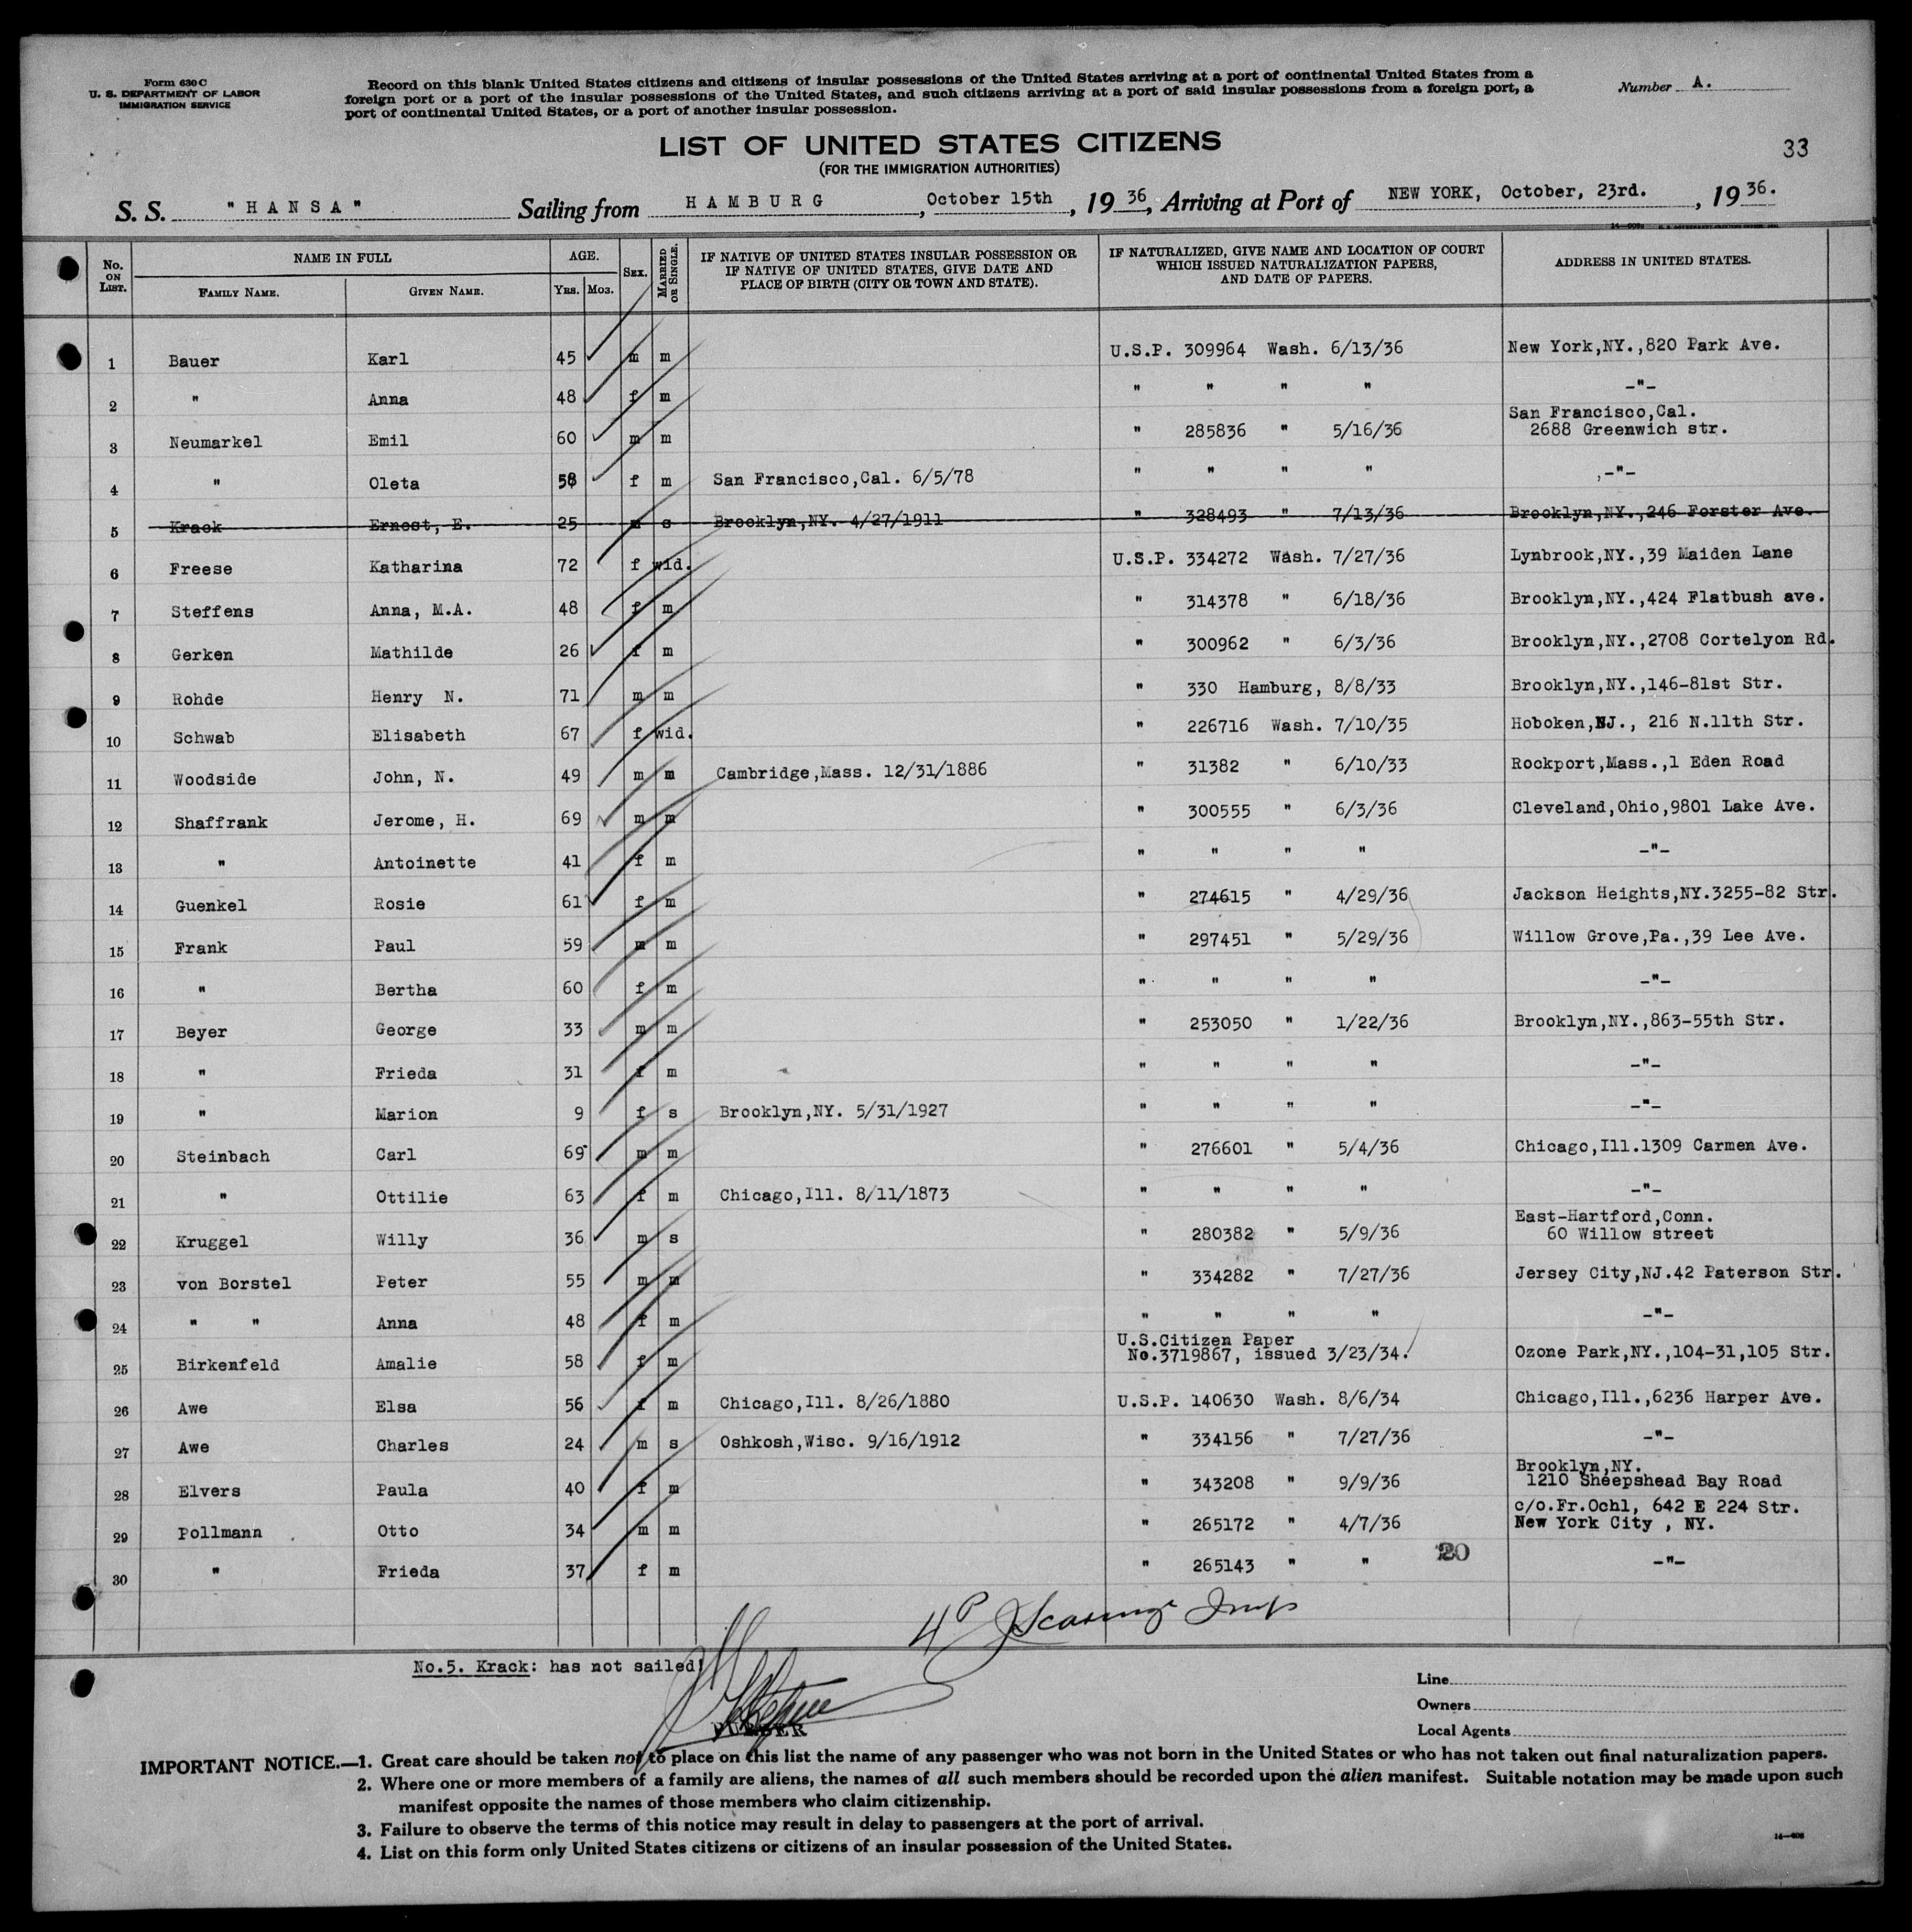 Form 630 C
U. S. DEPARTMENT OF LABOR
IMMIGRATION SERVICE
Record on this blank United States citizens and citizens of insular possessions of the United States arriving at a port of continental United States from a
foreign port or a port of the insular possessions of the United States, and such citizens arriving at a port of said insular possessions from a foreign port, a
port of continental United States, or a port of another insular possession.
Number A.
LIST OF UNITED STATES CITIZENS
(FOR THE IMMIGRATION AUTHORITIES)
33
S. S. "HANSA" Sailing from HAMBURG, October 15th, 19 36, Arriving at Port of NEW YORK, October, 23rd., 19 36.
No. ON LIST. NAME IN FULL FAMILY NAME. GIVEN NAME. AGE. YRS. MOS. SEX. MARRIED OR SINGLE. IF NATIVE OF UNITED STATES INSULAR POSSESSION OR IF NATIVE OF UNITED STATES, GIVE DATE AND PLACE OF BIRTH (CITY OR TOWN AND STATE). IF NATURALIZED, GIVE NAME AND LOCATION OF COURT WHICH ISSUED NATURALIZATION PAPERS, AND DATE OF PAPERS. ADDRESS IN UNITED STATES.
1 Bauer Karl 45 m m U.S.P. 309964 Wash. 6/13/36 New York,NY.,820 Park Ave.
2 " Anna 48 f m " " " " -"-
3 Neumarkel Emil 60 m m " 285836 " 5/16/36 San Francisco,Cal. 2688 Greenwich str.
4 " Oleta 58 f m San Francisco,Cal. 6/5/78 " " " " -"-
5 Krack Ernest, E. 25 m s Brooklyn,NY. 4/27/1911 " 328493 " 7/13/36 Brooklyn,NY.,246 Forster Ave.
6 Freese Katharina 72 f wid. U.S.P. 334272 Wash. 7/27/36 Lynbrook,NY.,39 Maiden Lane
7 Steffens Anna, M.A. 48 f m " 314378 " 6/18/36 Brooklyn,NY.,424 Flatbush ave.
8 Gerken Mathilde 26 f m " 300962 " 6/3/36 Brooklyn,NY.,2708 Cortelyon Rd.
9 Rohde Henry N. 71 m m " 330 Hamburg, 8/8/33 Brooklyn,NY.,146-81st Str.
10 Schwab Elisabeth 67 f wid. " 226716 Wash. 7/10/35 Hoboken,NJ., 216 N.11th Str.
11 Woodside John, N. 49 m m Cambridge,Mass. 12/31/1886 " 31382 " 6/10/33 Rockport,Mass.,1 Eden Road
12 Shaffrank Jerome, H. 69 m m " 300555 " 6/3/36 Cleveland,Ohio,9801 Lake Ave.
13 " Antoinette 41 f m " " " " -"-
14 Guenkel Rosie 61 f m " 274615 " 4/29/36 Jackson Heights,NY.3255-82 Str.
15 Frank Paul 59 m m " 297451 " 5/29/36 Willow Grove,Pa.,39 Lee Ave.
16 " Bertha 60 f m " " " " -"-
17 Beyer George 33 m m " 253050 " 1/22/36 Brooklyn,NY.,863-55th Str.
18 " Frieda 31 f m " " " " -"-
19 " Marion 9 f s Brooklyn,NY. 5/31/1927 " " " " -"-
20 Steinbach Carl 69 m m " 276601 " 5/4/36 Chicago,Ill.1309 Carmen Ave.
21 " Ottilie 63 f m Chicago,Ill. 8/11/1873 " " " " -"-
22 Kruggel Willy 36 m s " 280382 " 5/9/36 East-Hartford,Conn. 60 Willow street
23 von Borstel Peter 55 m m " 334282 " 7/27/36 Jersey City,NJ.42 Paterson Str.
24 " " Anna 48 f m " " " " -"-
25 Birkenfeld Amalie 58 f m U.S.Citizen Paper No.3719867, issued 3/23/34. Ozone Park,NY.,104-31,105 Str.
26 Awe Elsa 56 f m Chicago,Ill. 8/26/1880 U.S.P. 140630 Wash. 8/6/34 Chicago,Ill.,6236 Harper Ave.
27 Awe Charles 24 m s Oshkosh,Wisc. 9/16/1912 " 334156 " 7/27/36 -"-
28 Elvers Paula 40 f m " 343208 " 9/9/36 Brooklyn,NY. 1210 Sheepshead Bay Road
29 Pollmann Otto 34 m m " 265172 " 4/7/36 c/o.Fr.Ochl, 642 E 224 Str. New York City , NY.
30 " Frieda 37 f m " 265143 " " -"-
20
No.5. Krack: has not sailed!
PURSER
Line
Owners
Local Agents
IMPORTANT NOTICE.—1. Great care should be taken not to place on this list the name of any passenger who was not born in the United States or who has not taken out final naturalization papers.
2. Where one or more members of a family are aliens, the names of all such members should be recorded upon the alien manifest. Suitable notation may be made upon such
manifest opposite the names of those members who claim citizenship.
3. Failure to observe the terms of this notice may result in delay to passengers at the port of arrival.
4. List on this form only United States citizens or citizens of an insular possession of the United States.
14—608